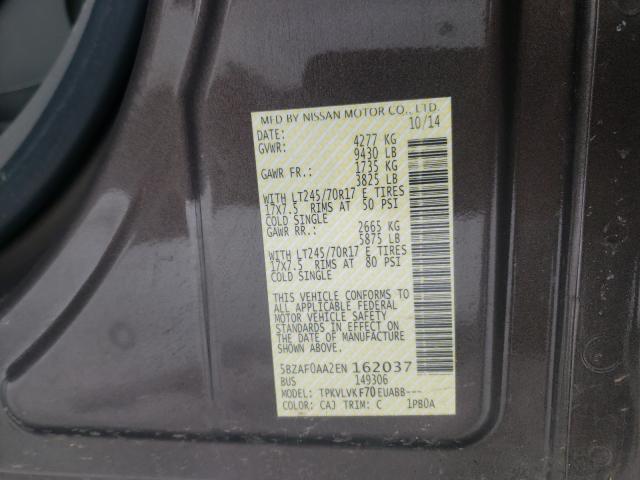 MFD BY NISSAN MOTOR CO., LTD.
DATE: 10/14
GVWR: 4277 KG
9430 LB
GAWR FR.: 1735 KG
3825 LB
WITH LT245/70R17 E TIRES
17X7.5 RIMS AT 50 PSI
COLD SINGLE
GAWR RR.: 2665 KG
5875 LB
WITH LT245/70R17 E TIRES
17X7.5 RIMS AT 80 PSI
COLD SINGLE
THIS VEHICLE CONFORMS TO
ALL APPLICABLE FEDERAL
MOTOR VEHICLE SAFETY
STANDARDS IN EFFECT ON
THE DATE OF MANUFACTURE
SHOWN ABOVE.
5BZAF0AA2EN 162037
BUS 149306
MODEL: TPKVLVKF70EUABB---
COLOR: CAJ TRIM: C 1PB0A